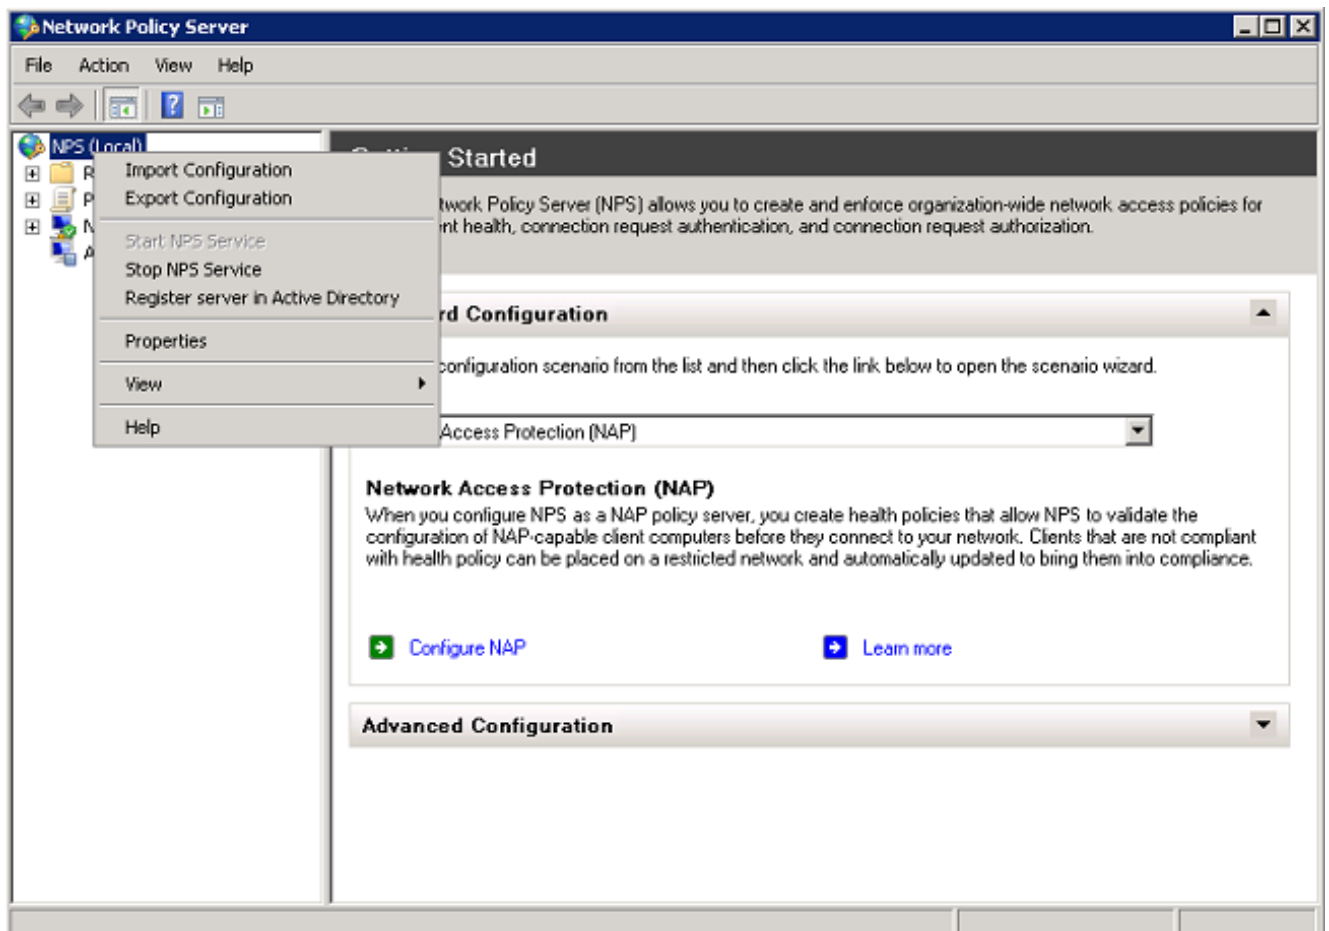 Network Policy Server
File Action View Help
NPS (Local)
R
P
N
A
Import Configuration
Export Configuration
Start NPS Service
Stop NPS Service
Register server in Active Directory
Properties
View
Help
Started
twork Policy Server (NPS) allows you to create and enforce organization-wide network access policies for
nt health, connection request authentication, and connection request authorization.
rd Configuration
configuration scenario from the list and then click the link below to open the scenario wizard.
Access Protection (NAP)
Network Access Protection (NAP)
When you configure NPS as a NAP policy server, you create health policies that allow NPS to validate the
configuration of NAP-capable client computers before they connect to your network. Clients that are not compliant
with health policy can be placed on a restricted network and automatically updated to bring them into compliance.
Configure NAP Learn more
Advanced Configuration